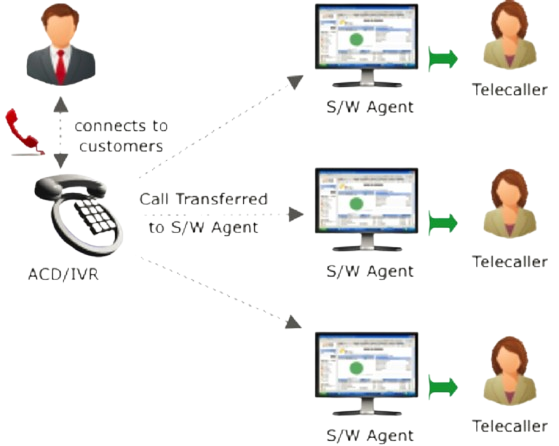 S/W Agent
Telecaller
connects to
customers
Call Transferred
to S/W Agent
ACD/IVR
S/W Agent
Telecaller
S/W Agent
Telecaller